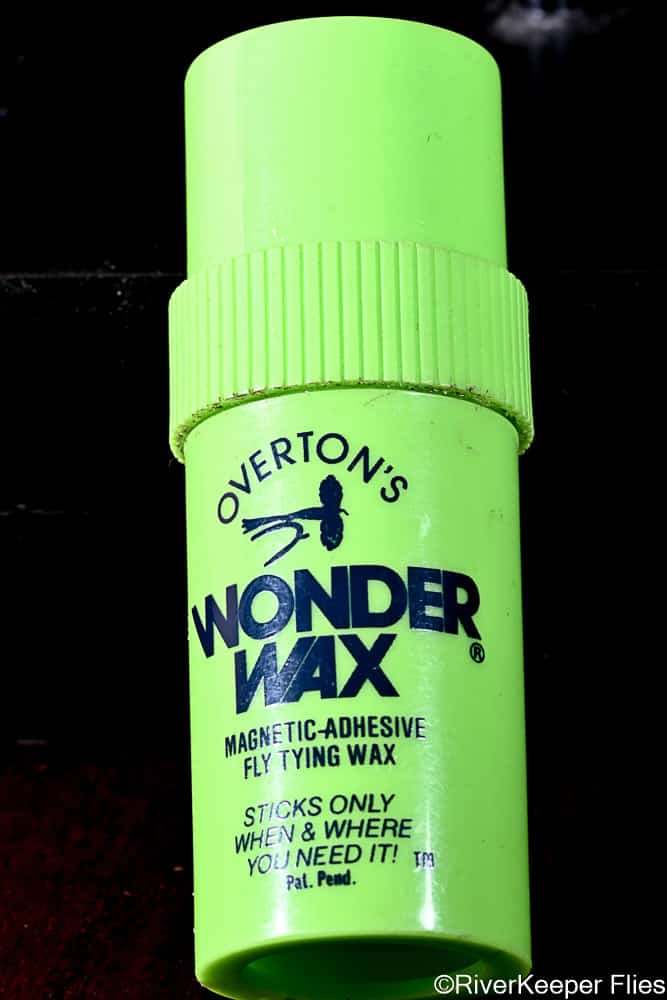 OVERTON'S
WONDER
WAX®
MAGNETIC-ADHESIVE
FLY TYING WAX
STICKS ONLY
WHEN & WHERE
YOU NEED IT! TM
Pat. Pend.
©RiverKeeper Flies